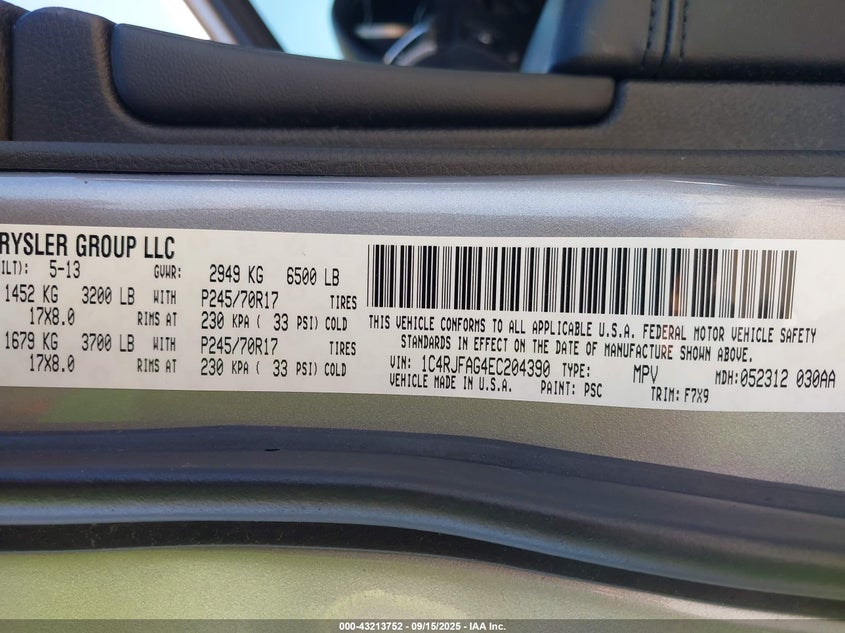 RYSLER GROUP LLC
ILT): 5-13 GVWR: 2949 KG 6500 LB
1452 KG 3200 LB WITH P245/70R17 TIRES
17X8.0 RIMS AT 230 KPA ( 33 PSI) COLD
1679 KG 3700 LB WITH P245/70R17 TIRES
17X8.0 RIMS AT 230 KPA ( 33 PSI) COLD
THIS VEHICLE CONFORMS TO ALL APPLICABLE U.S.A. FEDERAL MOTOR VEHICLE SAFETY
STANDARDS IN EFFECT ON THE DATE OF MANUFACTURE SHOWN ABOVE.
VIN: 1C4RJFAG4EC204390 TYPE: MPV MDH:052312 030AA
VEHICLE MADE IN U.S.A. PAINT: PSC TRIM: F7X9
000-43213752 - 09/15/2025 - IAA Inc.